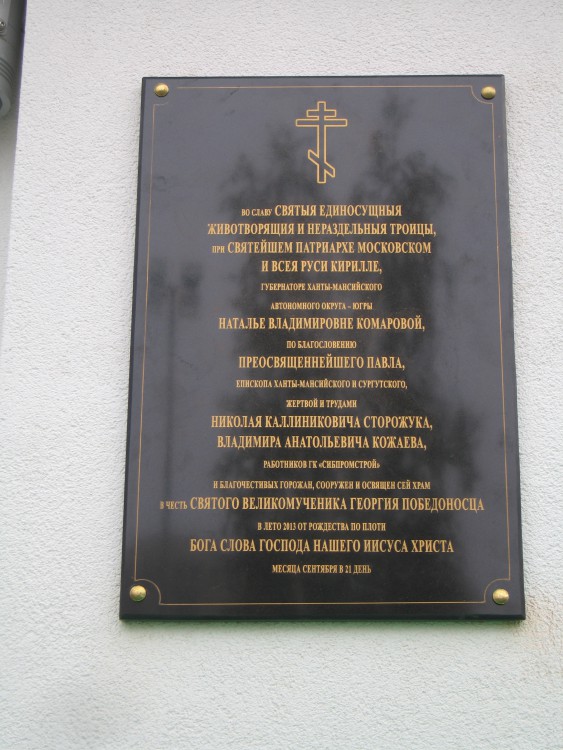 ВО СЛАВУ СВЯТЫЯ ЕДИНОСУЩНЫЯ
ЖИВОТВОРЯЩИЯ И НЕРАЗДЕЛЬНЫЯ ТРОИЦЫ,
ПРИ СВЯТЕЙШЕМ ПАТРИАРХЕ МОСКОВСКОМ
И ВСЕЯ РУСИ КИРИЛЛЕ,
ГУБЕРНАТОРЕ ХАНТЫ-МАНСИЙСКОГО
АВТОНОМНОГО ОКРУГА – ЮГРЫ
НАТАЛЬЕ ВЛАДИМИРОВНЕ КОМАРОВОЙ,
ПО БЛАГОСЛОВЕНИЮ
ПРЕОСВЯЩЕННЕЙШЕГО ПАВЛА,
ЕПИСКОПА ХАНТЫ-МАНСИЙСКОГО И СУРГУТСКОГО,
ЖЕРТВОЙ И ТРУДАМИ
НИКОЛАЯ КАЛЛИНИКОВИЧА СТОРОЖУКА,
ВЛАДИМИРА АНАТОЛЬЕВИЧА КОЖАЕВА,
РАБОТНИКОВ ГК «СИБПРОМСТРОЙ»
И БЛАГОЧЕСТИВЫХ ГОРОЖАН, СООРУЖЕН И ОСВЯЩЕН СЕЙ ХРАМ
В ЧЕСТЬ СВЯТОГО ВЕЛИКОМУЧЕНИКА ГЕОРГИЯ ПОБЕДОНОСЦА
В ЛЕТО 2013 ОТ РОЖДЕСТВА ПО ПЛОТИ
БОГА СЛОВА ГОСПОДА НАШЕГО ИИСУСА ХРИСТА
МЕСЯЦА СЕНТЯБРЯ В 21 ДЕНЬ